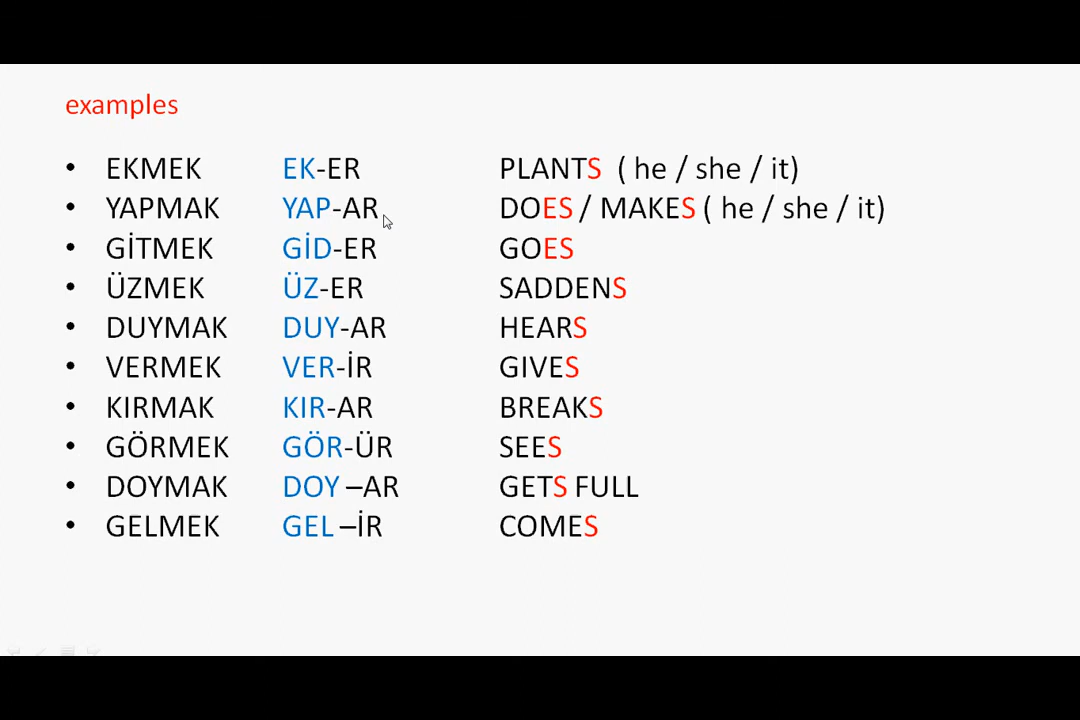 examples
• EKMEK EK-ER PLANTS ( he / she / it)
• YAPMAK YAP-AR DOES / MAKES ( he / she / it)
• GİTMEK GİD-ER GOES
• ÜZMEK ÜZ-ER SADDENS
• DUYMAK DUY-AR HEARS
• VERMEK VER-İR GIVES
• KIRMAK KIR-AR BREAKS
• GÖRMEK GÖR-ÜR SEES
• DOYMAK DOY –AR GETS FULL
• GELMEK GEL –İR COMES